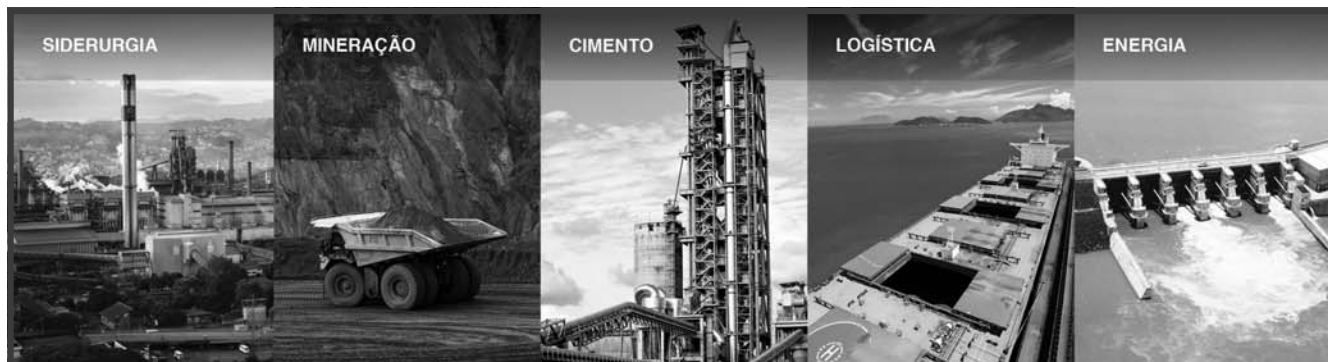 SIDERURGIA
MINERAÇÃO
CIMENTO
LOGÍSTICA
ENERGIA
H